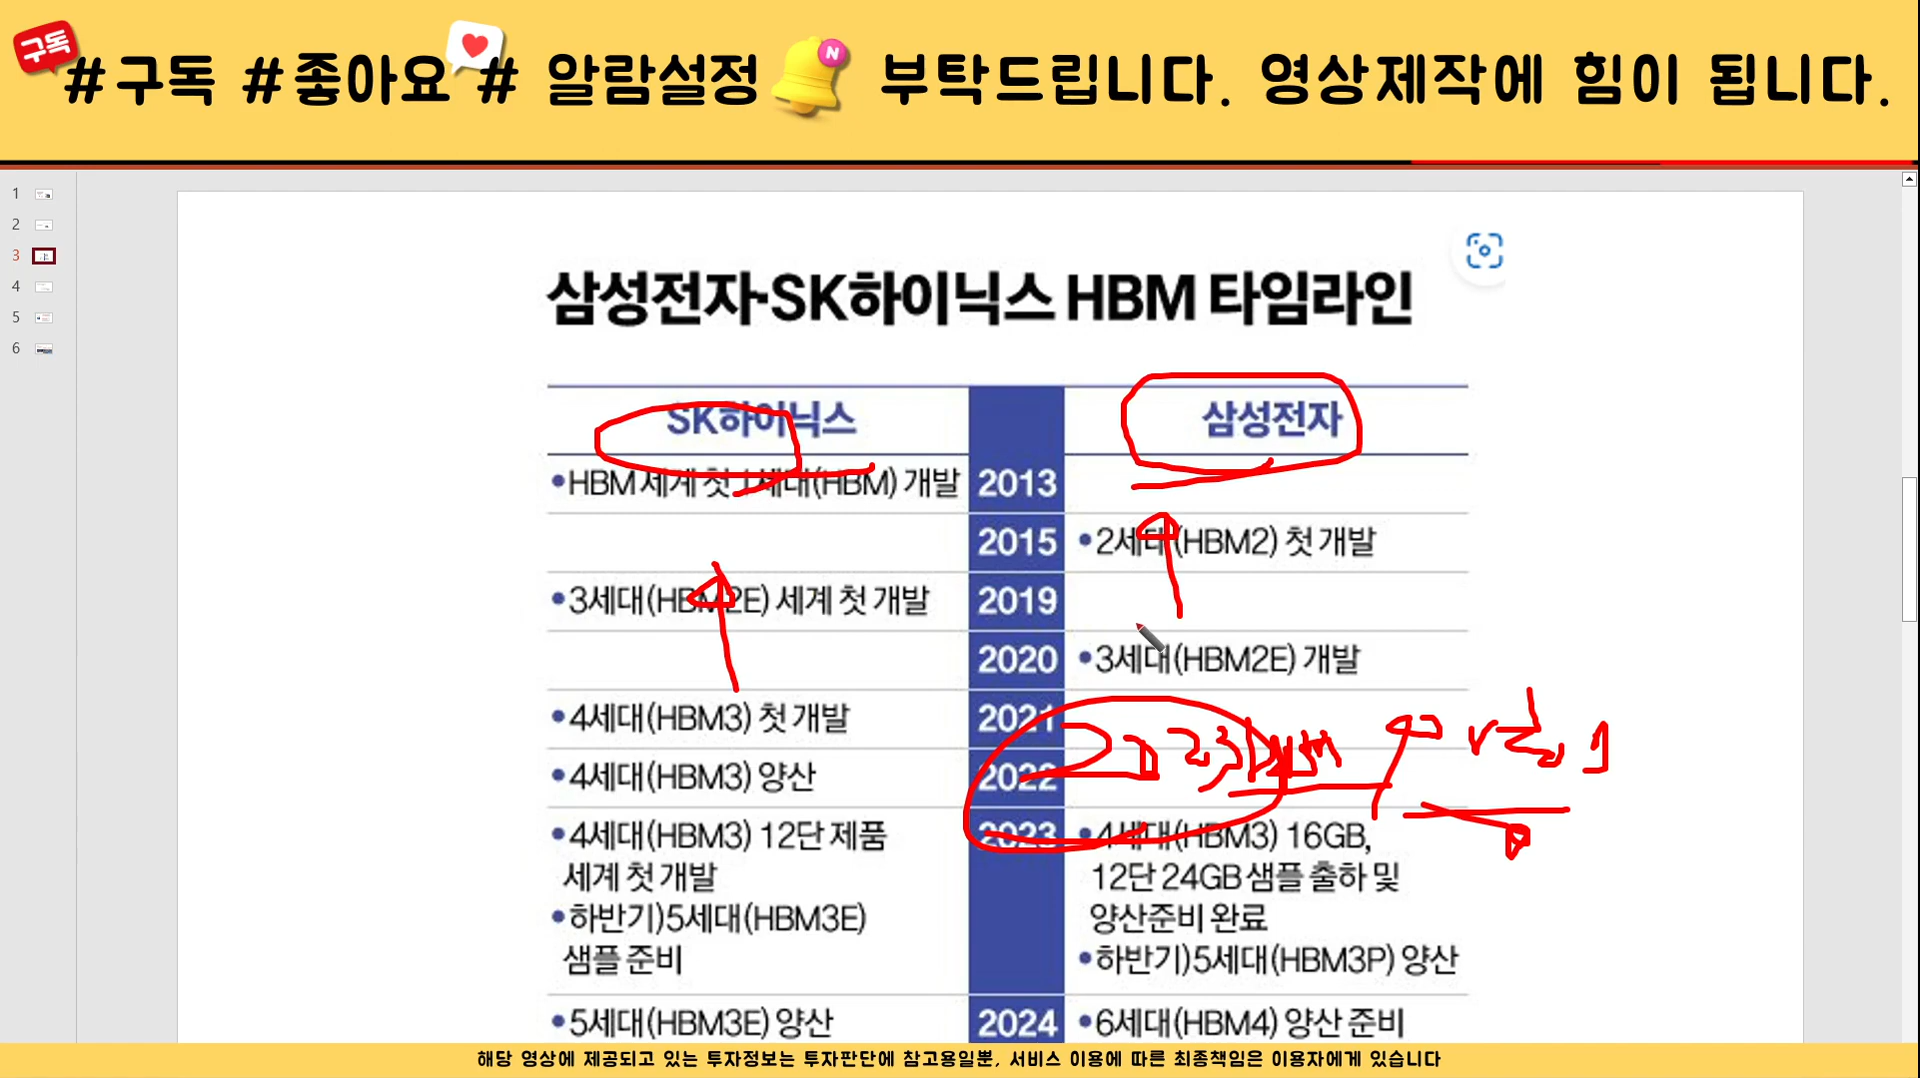 구독
#구독 #좋아요 # 알람설정 N 부탁드립니다. 영상제작에 힘이 됩니다.
1
2
3
4
5
6
삼성전자·SK하이닉스 HBM 타임라인
SK하이닉스 삼성전자
•HBM 세계 첫 1세대(HBM) 개발 2013
2015 •2세대(HBM2) 첫 개발
•3세대(HBM2E) 세계 첫 개발 2019
2020 •3세대(HBM2E) 개발
•4세대(HBM3) 첫 개발 2021
•4세대(HBM3) 양산 2022
•4세대(HBM3) 12단 제품 2023 •4세대(HBM3) 16GB,
세계 첫 개발 12단 24GB 샘플 출하 및
•하반기)5세대(HBM3E) 양산준비 완료
샘플 준비 •하반기)5세대(HBM3P) 양산
•5세대(HBM3E) 양산 2024 •6세대(HBM4) 양산 준비
해당 영상에 제공되고 있는 투자정보는 투자판단에 참고용일뿐, 서비스 이용에 따른 최종책임은 이용자에게 있습니다